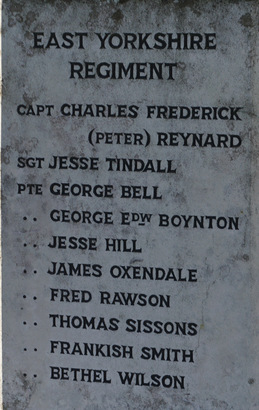 EAST YORKSHIRE
REGIMENT
CAPT CHARLES FREDERICK
(PETER) REYNARD
SGT JESSE TINDALL
PTE GEORGE BELL
.. GEORGE EDW BOYNTON
.. JESSE HILL
.. JAMES OXENDALE
.. FRED RAWSON
.. THOMAS SISSONS
.. FRANKISH SMITH
.. BETHEL WILSON